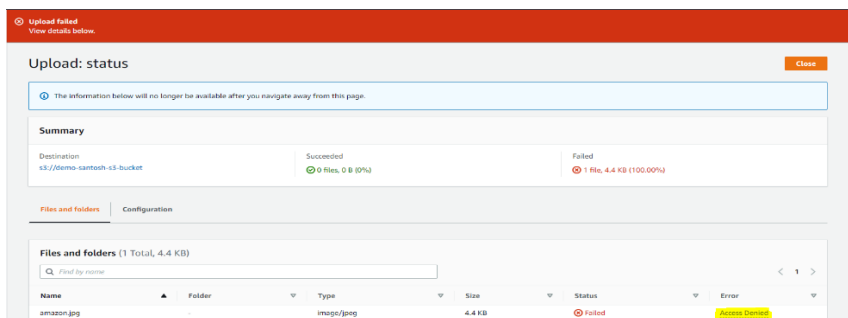 Upload failed
View details below.
Upload: status
Close
The information below will no longer be available after you navigate away from this page.
Summary
Destination
s3://demo-santosh-s3-bucket
Succeeded
0 files, 0 B (0%)
Failed
1 file, 4.4 KB (100.00%)
Files and folders
Configuration
Files and folders (1 Total, 4.4 KB)
Find by name
1
Name Folder Type Size Status Error
amazon.jpg - image/jpeg 4.4 KB Failed Access Denied